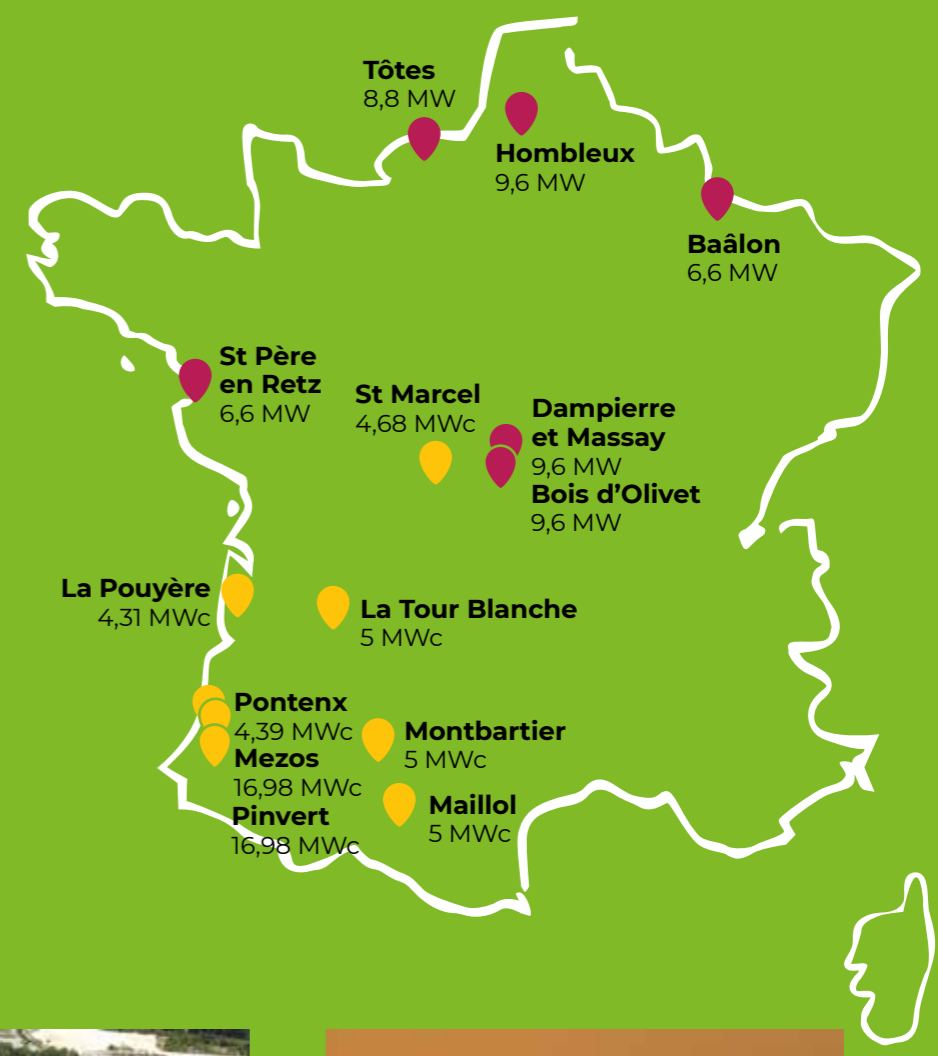 Tôtes
8,8 MW
Hombleux
9,6 MW
Baâlon
6,6 MW
St Père
en Retz
6,6 MW
St Marcel
4,68 MWc
Dampierre
et Massay
9,6 MW
Bois d’Olivet
9,6 MW
La Pouyère
4,31 MWc
La Tour Blanche
5 MWc
Pontenx
4,39 MWc
Mezos
16,98 MWc
Pinvert
16,98 MWc
Montbartier
5 MWc
Maillol
5 MWc